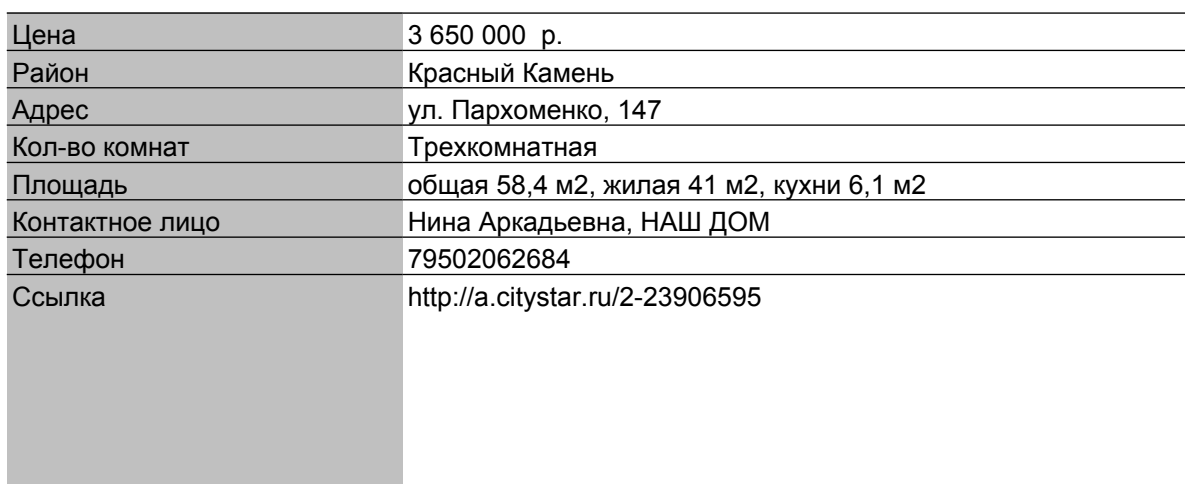 Цена 3 650 000 р.
Район Красный Камень
Адрес ул. Пархоменко, 147
Кол-во комнат Трехкомнатная
Площадь общая 58,4 м2, жилая 41 м2, кухни 6,1 м2
Контактное лицо Нина Аркадьевна, НАШ ДОМ
Телефон 79502062684
Ссылка http://a.citystar.ru/2-23906595